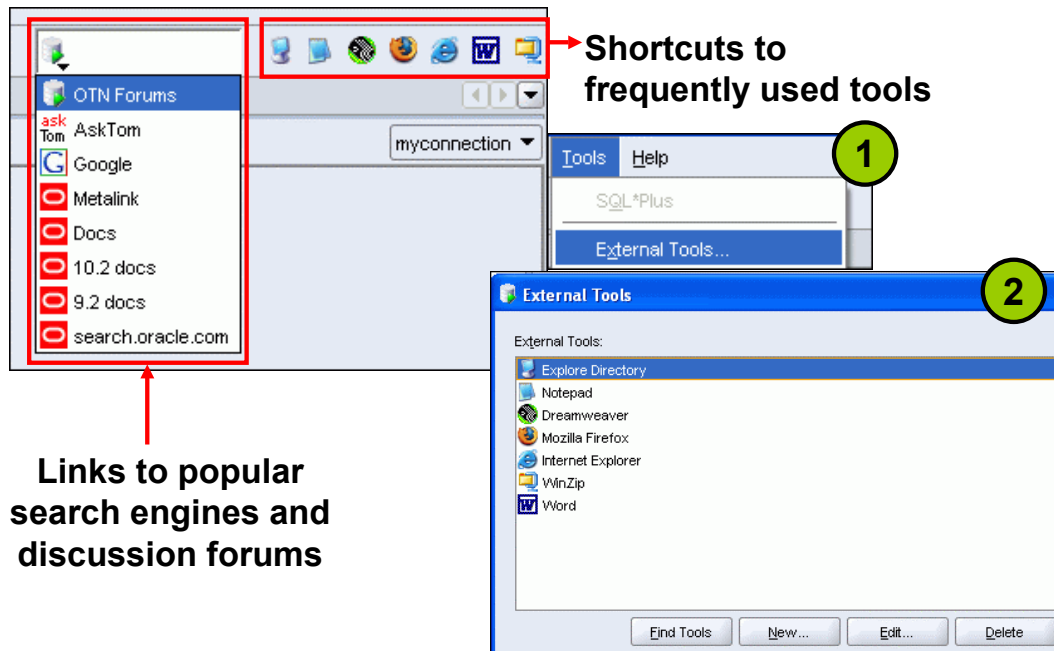 OTN Forums
ask Tom AskTom
G Google
Metalink
Docs
10.2 docs
9.2 docs
search.oracle.com
W
myconnection
Shortcuts to
frequently used tools
Tools Help
1
SQL*Plus
External Tools...
2
External Tools
External Tools:
Explore Directory
Notepad
Dreamweaver
Mozilla Firefox
Internet Explorer
WinZip
W Word
Find Tools New... Edit... Delete
Links to popular
search engines and
discussion forums